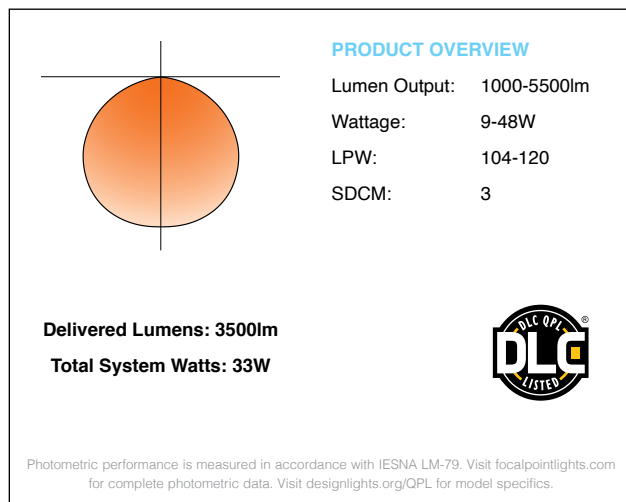 PRODUCT OVERVIEW
Lumen Output: 1000-5500lm
Wattage: 9-48W
LPW: 104-120
SDCM: 3
Delivered Lumens: 3500lm
Total System Watts: 33W
DLC QPL
DLC
LISTED
®
Photometric performance is measured in accordance with IESNA LM-79. Visit focalpointlights.com
for complete photometric data. Visit designlights.org/QPL for model specifics.